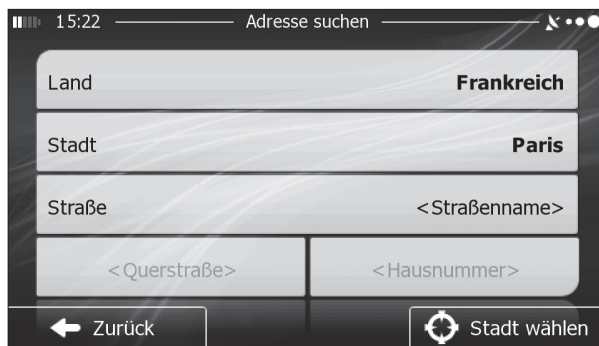 15:22 Adresse suchen
Land Frankreich
Stadt Paris
Straße <Straßenname>
<Querstraße> <Hausnummer>
Zurück Stadt wählen